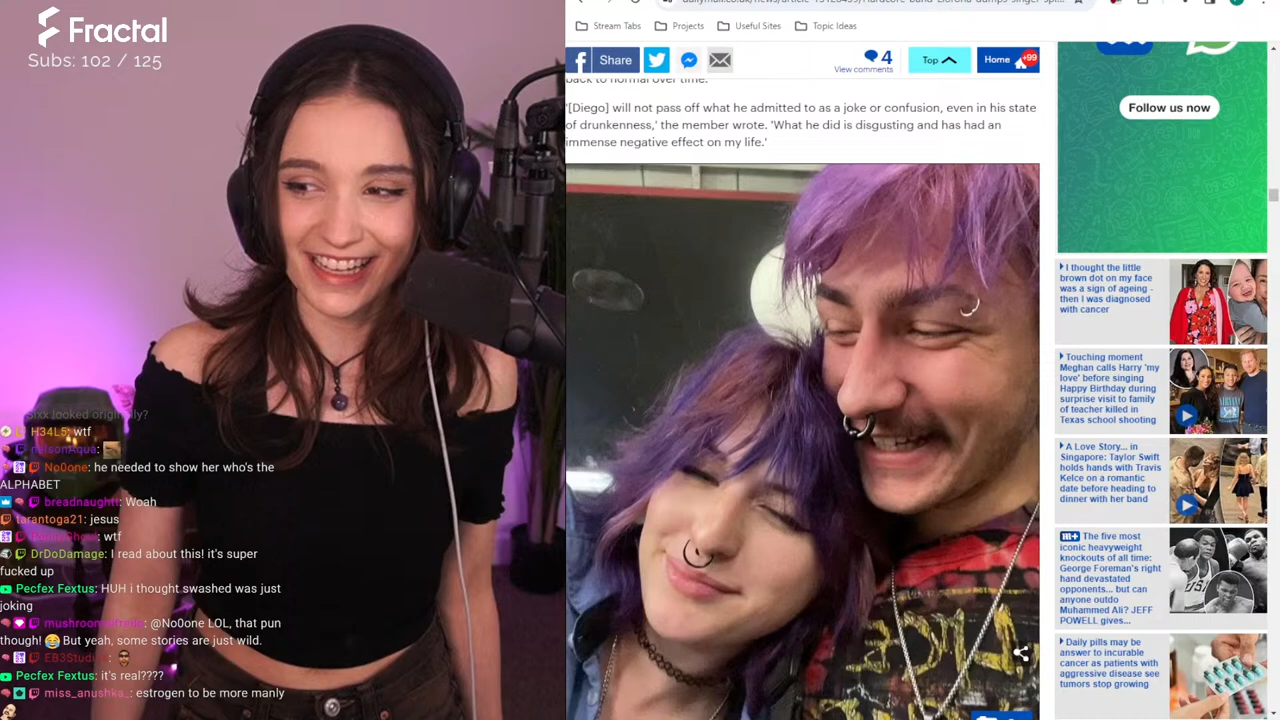 Fractal
Subs: 102 / 125
Stream Tabs
Projects
Useful Sites
Topic Ideas
Share
4
View comments
Top
Home
+99
'[Diego] will not pass off what he admitted to as a joke or confusion, even in his state
of drunkenness,' the member wrote. 'What he did is disgusting and has had an
immense negative effect on my life.'
Follow us now
I thought the little
brown dot on my face
was a sign of ageing -
then I was diagnosed
with cancer
Touching moment
Meghan calls Harry 'my
love' before singing
Happy Birthday during
surprise visit to family
of teacher killed in
Texas school shooting
A Love Story... in
Singapore: Taylor Swift
holds hands with Travis
Kelce on a romantic
date before heading to
dinner with her band
The five most
iconic heavyweight
knockouts of all time:
George Foreman's right
hand devastated
opponents... but can
anyone outdo
Muhammed Ali? JEFF
POWELL gives...
Daily pills may be
answer to incurable
cancer as patients with
aggressive disease see
tumors stop growing
looked originally?
H34L5: wtf
No0one: he needed to show her who's the
ALPHABET
breadnaught: Woah
tarantoga21: jesus
: wtf
DrDoDamage: I read about this! it's super
fucked up
Pecfex Fextus: HUH i thought swashed was just
joking
: @No0one LOL, that pun
though! 😂 But yeah, some stories are just wild.
Pecfex Fextus: it's real????
miss_anushka_: estrogen to be more manly